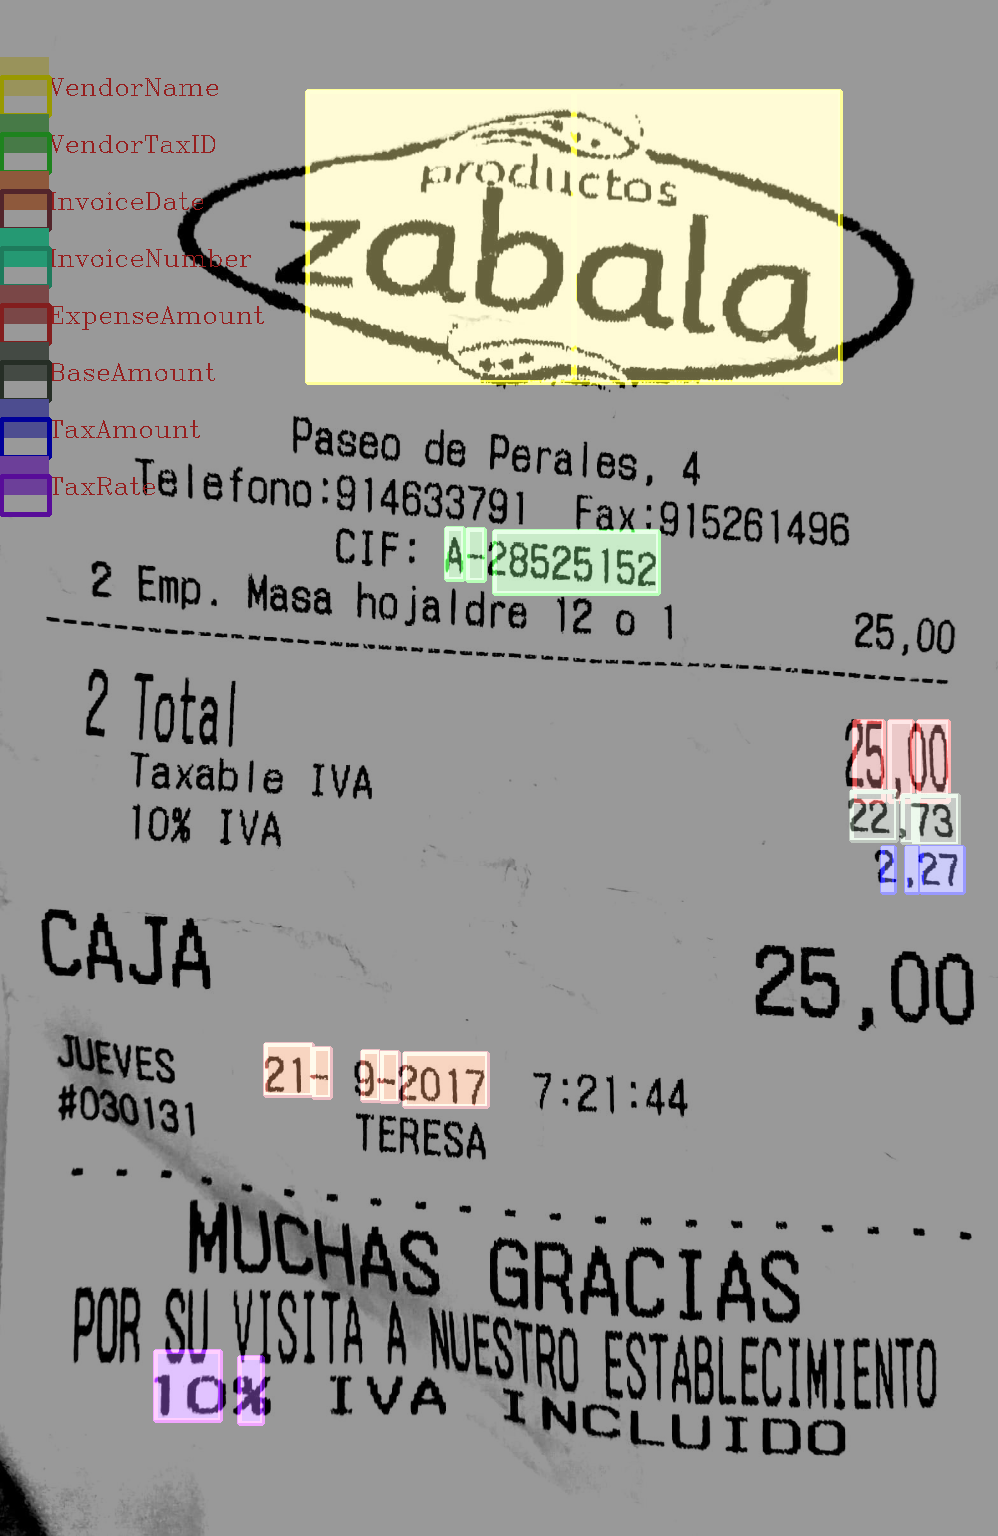 VendorName
VendorTaxID
InvoiceDate
InvoiceNumber
ExpenseAmount
BaseAmount
TaxAmount
TaxRate
productos
zabala
Paseo de Perales, 4
Telefono:914633791 Fax:915261496
CIF: A-28525152
2 Emp. Masa hojaldre 12 o 1 25,00
2 Total 25,00
Taxable IVA 22,73
10% IVA 2,27
CAJA 25,00
JUEVES 21- 9-2017 7:21:44
#030131 TERESA
MUCHAS GRACIAS
POR SU VISITA A NUESTRO ESTABLECIMIENTO
10% IVA INCLUIDO